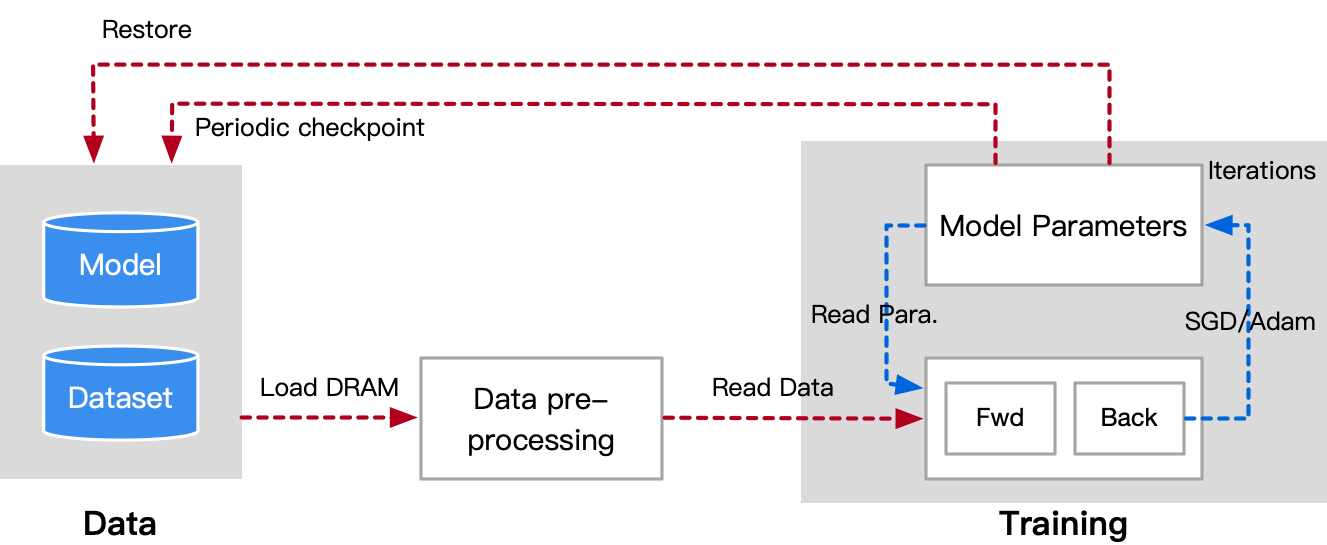 Restore
Periodic checkpoint
Iterations
Model Parameters
Model
Read Para.
SGD/Adam
Dataset
Load DRAM
Data pre-
processing
Read Data
Fwd
Back
Data
Training